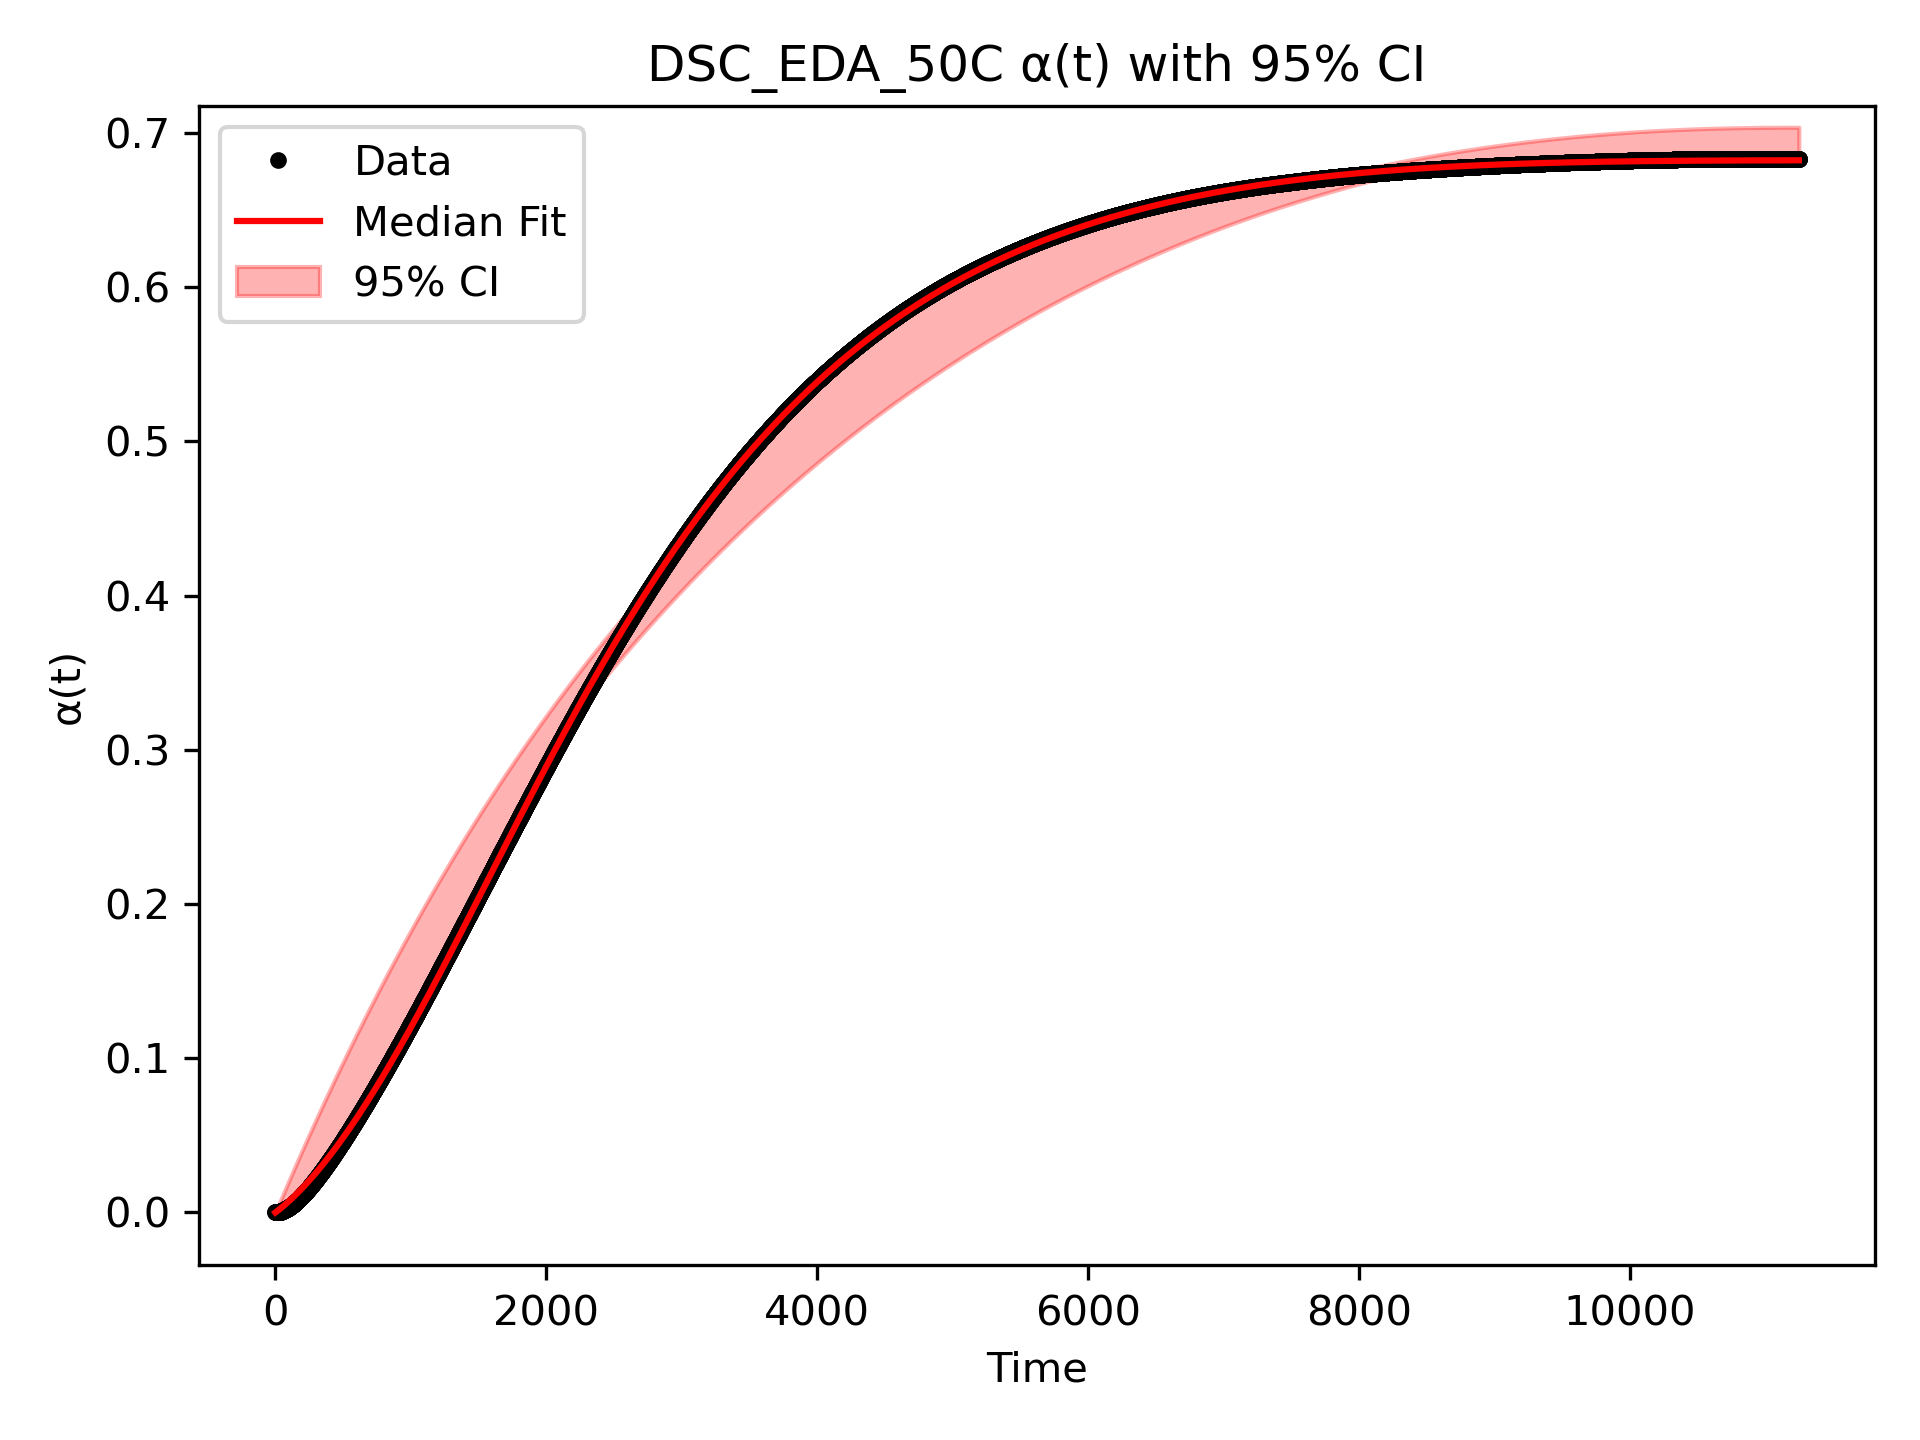 DSC_EDA_50C α(t) with 95% CI
Data
Median Fit
95% CI
0.7
0.6
0.5
0.4
0.3
0.2
0.1
0.0
α(t)
0 2000 4000 6000 8000 10000
Time